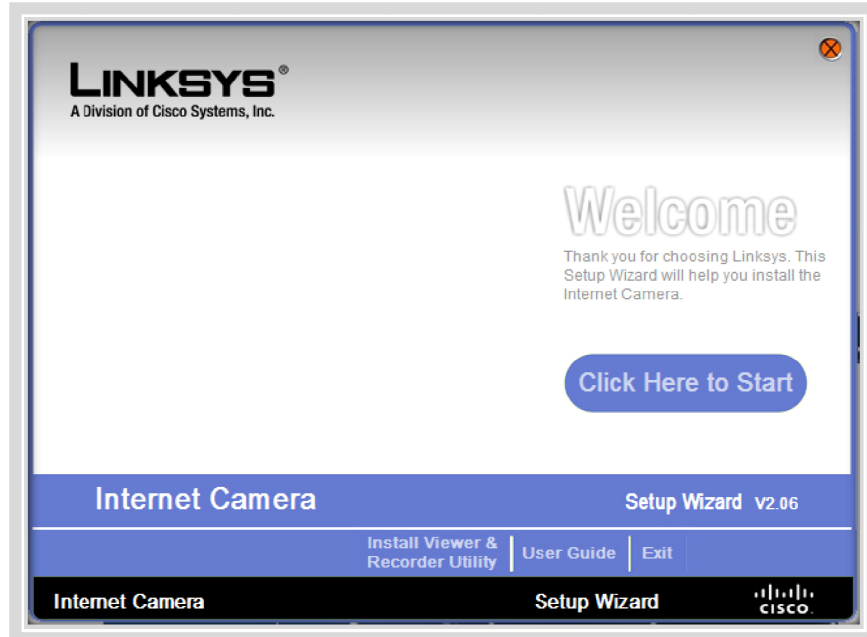 LINKSYS®
A Division of Cisco Systems, Inc.
Welcome
Thank you for choosing Linksys. This
Setup Wizard will help you install the
Internet Camera.
Click Here to Start
Internet Camera
Setup Wizard V2.06
Install Viewer &
Recorder Utility
User Guide
Exit
Internet Camera
Setup Wizard
CISCO.